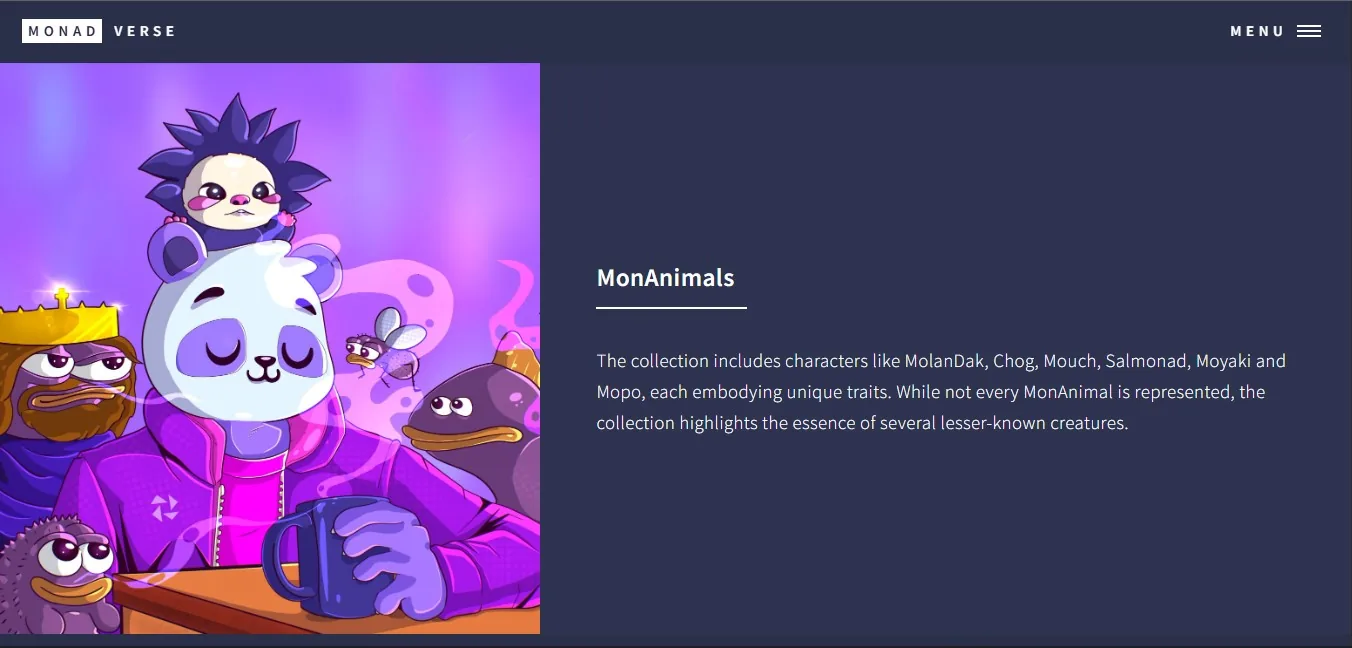 MONAD VERSE
MENU
MonAnimals
The collection includes characters like MolanDak, Chog, Mouch, Salmonad, Moyaki and
Mopo, each embodying unique traits. While not every MonAnimal is represented, the
collection highlights the essence of several lesser-known creatures.